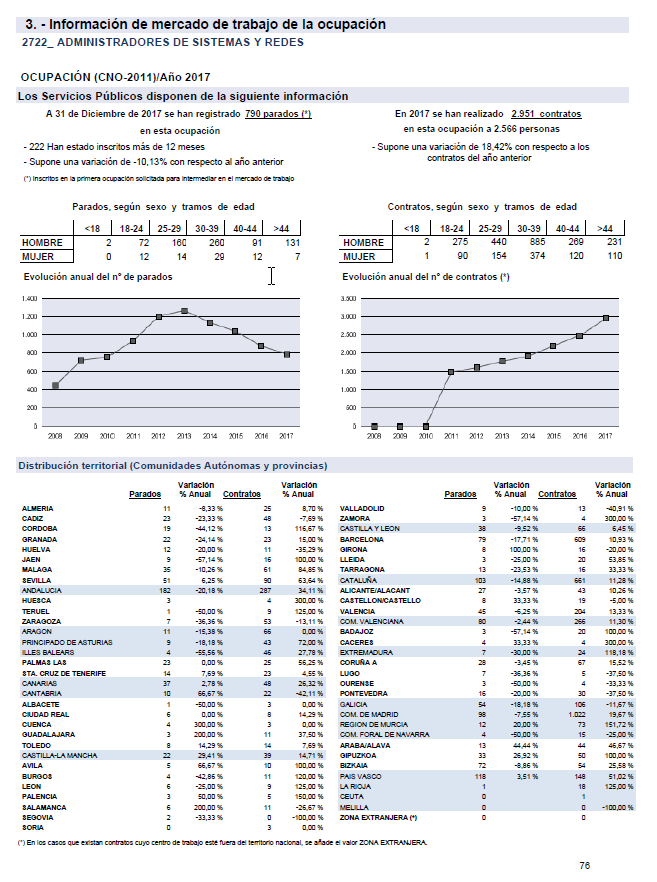 3. - Información de mercado de trabajo de la ocupación
2722_ ADMINISTRADORES DE SISTEMAS Y REDES
OCUPACIÓN (CNO-2011)/Año 2017
Los Servicios Públicos disponen de la siguiente información
A 31 de Diciembre de 2017 se han registrado 790 parados (*)
en esta ocupación
- 222 Han estado inscritos más de 12 meses
- Supone una variación de -10,13% con respecto al año anterior
(*) Inscritos en la primera ocupación solicitada para intermediar en el mercado de trabajo
En 2017 se han realizado 2.951 contratos
en esta ocupación a 2.566 personas
- Supone una variación de 18,42% con respecto a los
contratos del año anterior
Parados, según sexo y tramos de edad
<18 18-24 25-29 30-39 40-44 >44
HOMBRE 2 72 160 260 91 131
MUJER 0 12 14 29 12 7
Contratos, según sexo y tramos de edad
<18 18-24 25-29 30-39 40-44 >44
HOMBRE 2 275 440 885 269 231
MUJER 1 90 154 374 120 110
Evolución anual del nº de parados
1.400
1.200
1.000
800
600
400
200
0
2008 2009 2010 2011 2012 2013 2014 2015 2016 2017
Evolución anual del nº de contratos (*)
3.500
3.000
2.500
2.000
1.500
1.000
500
0
2008 2009 2010 2011 2012 2013 2014 2015 2016 2017
Distribución territorial (Comunidades Autónomas y provincias)
Parados Variación % Anual Contratos Variación % Anual
ALMERIA 11 -8,33 % 25 8,70 %
CADIZ 23 -23,33 % 48 -7,69 %
CORDOBA 19 -44,12 % 13 116,67 %
GRANADA 22 -24,14 % 23 15,00 %
HUELVA 12 -20,00 % 11 -35,29 %
JAEN 9 -57,14 % 16 100,00 %
MALAGA 35 -10,26 % 61 84,85 %
SEVILLA 51 6,25 % 90 63,64 %
ANDALUCIA 182 -20,18 % 287 34,11 %
HUESCA 3 4 300,00 %
TERUEL 1 -50,00 % 9 125,00 %
ZARAGOZA 7 -36,36 % 53 -13,11 %
ARAGON 11 -15,38 % 66 0,00 %
PRINCIPADO DE ASTURIAS 9 -18,18 % 43 72,00 %
ILLES BALEARS 4 -55,56 % 46 27,78 %
PALMAS LAS 23 0,00 % 25 56,25 %
STA. CRUZ DE TENERIFE 14 7,69 % 23 4,55 %
CANARIAS 37 2,78 % 48 26,32 %
CANTABRIA 10 66,67 % 22 -42,11 %
ALBACETE 1 -50,00 % 3 0,00 %
CIUDAD REAL 6 0,00 % 8 14,29 %
CUENCA 4 300,00 % 3 0,00 %
GUADALAJARA 3 200,00 % 11 37,50 %
TOLEDO 8 14,29 % 14 7,69 %
CASTILLA-LA MANCHA 22 29,41 % 39 14,71 %
AVILA 5 66,67 % 10 100,00 %
BURGOS 4 -42,86 % 11 120,00 %
LEON 6 -25,00 % 9 125,00 %
PALENCIA 3 50,00 % 5 150,00 %
SALAMANCA 6 200,00 % 11 -26,67 %
SEGOVIA 2 -33,33 % 0 -100,00 %
SORIA 0 3 0,00 %
Parados Variación % Anual Contratos Variación % Anual
VALLADOLID 9 -10,00 % 13 -40,91 %
ZAMORA 3 -57,14 % 4 300,00 %
CASTILLA Y LEON 38 -9,52 % 66 6,45 %
BARCELONA 79 -17,71 % 609 10,93 %
GIRONA 8 100,00 % 16 -20,00 %
LLEIDA 3 -25,00 % 20 53,85 %
TARRAGONA 13 -23,53 % 16 33,33 %
CATALUÑA 103 -14,88 % 661 11,28 %
ALICANTE/ALACANT 27 -3,57 % 43 10,26 %
CASTELLON/CASTELLO 8 33,33 % 19 -5,00 %
VALENCIA 45 -6,25 % 204 13,33 %
COM. VALENCIANA 80 -2,44 % 266 11,30 %
BADAJOZ 3 -57,14 % 20 100,00 %
CACERES 4 33,33 % 4 300,00 %
EXTREMADURA 7 -30,00 % 24 118,18 %
CORUÑA A 28 -3,45 % 67 15,52 %
LUGO 7 -36,36 % 5 -37,50 %
OURENSE 3 -50,00 % 4 -33,33 %
PONTEVEDRA 16 -20,00 % 30 -37,50 %
GALICIA 54 -18,18 % 106 -11,67 %
COM. DE MADRID 98 -7,55 % 1.022 19,67 %
REGION DE MURCIA 12 20,00 % 73 151,72 %
COM. FORAL DE NAVARRA 4 -50,00 % 15 -25,00 %
ARABA/ALAVA 13 44,44 % 44 46,67 %
GIPUZKOA 33 26,92 % 50 100,00 %
BIZKAIA 72 -8,86 % 54 25,58 %
PAIS VASCO 118 3,51 % 148 51,02 %
LA RIOJA 1 18 125,00 %
CEUTA 0 1
MELILLA 0 0 -100,00 %
ZONA EXTRANJERA (*) 0 0
(*) En los casos que existan contratos cuyo centro de trabajo esté fuera del territorio nacional, se añade el valor ZONA EXTRANJERA.
76